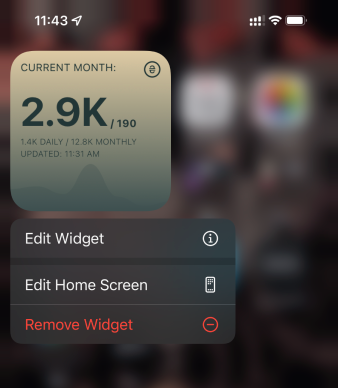 11:43
CURRENT MONTH:
2.9K / 190
1.4K DAILY / 12.8K MONTHLY
UPDATED: 11:31 AM
Edit Widget
Edit Home Screen
Remove Widget